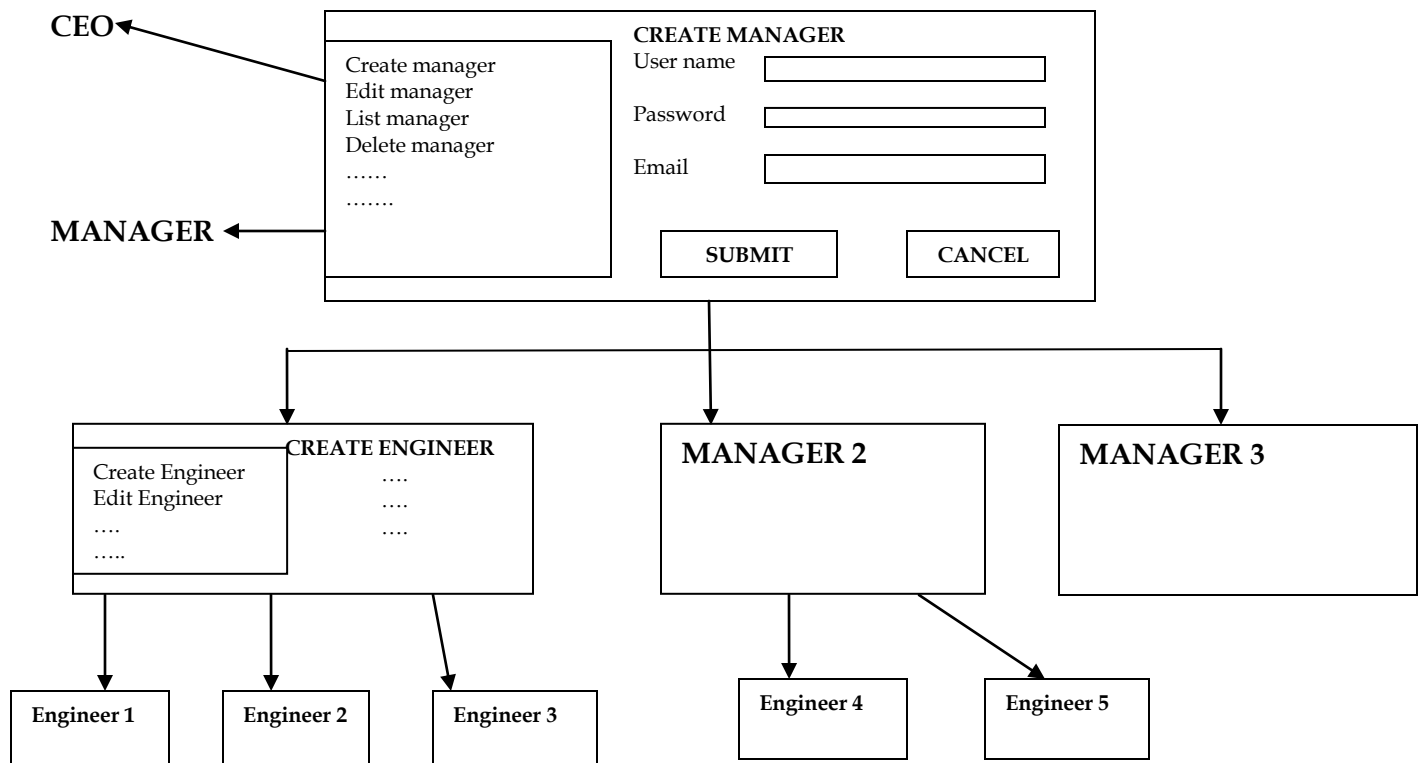 CEO
CREATE MANAGER
Create manager
Edit manager
List manager
Delete manager
……
…….
User name
Password
Email
MANAGER
SUBMIT
CANCEL
CREATE ENGINEER
Create Engineer
Edit Engineer
….
…..
….
….
….
MANAGER 2
MANAGER 3
Engineer 1
Engineer 2
Engineer 3
Engineer 4
Engineer 5